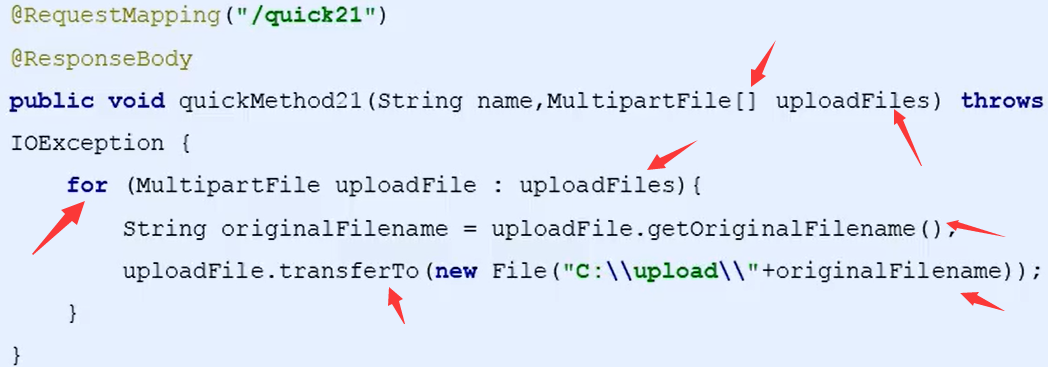 @RequestMapping("/quick21")
@ResponseBody
public void quickMethod21(String name,MultipartFile[] uploadFiles) throws
IOException {
    for (MultipartFile uploadFile : uploadFiles){
        String originalFilename = uploadFile.getOriginalFilename();
        uploadFile.transferTo(new File("C:\\upload\\"+originalFilename));
    }
}